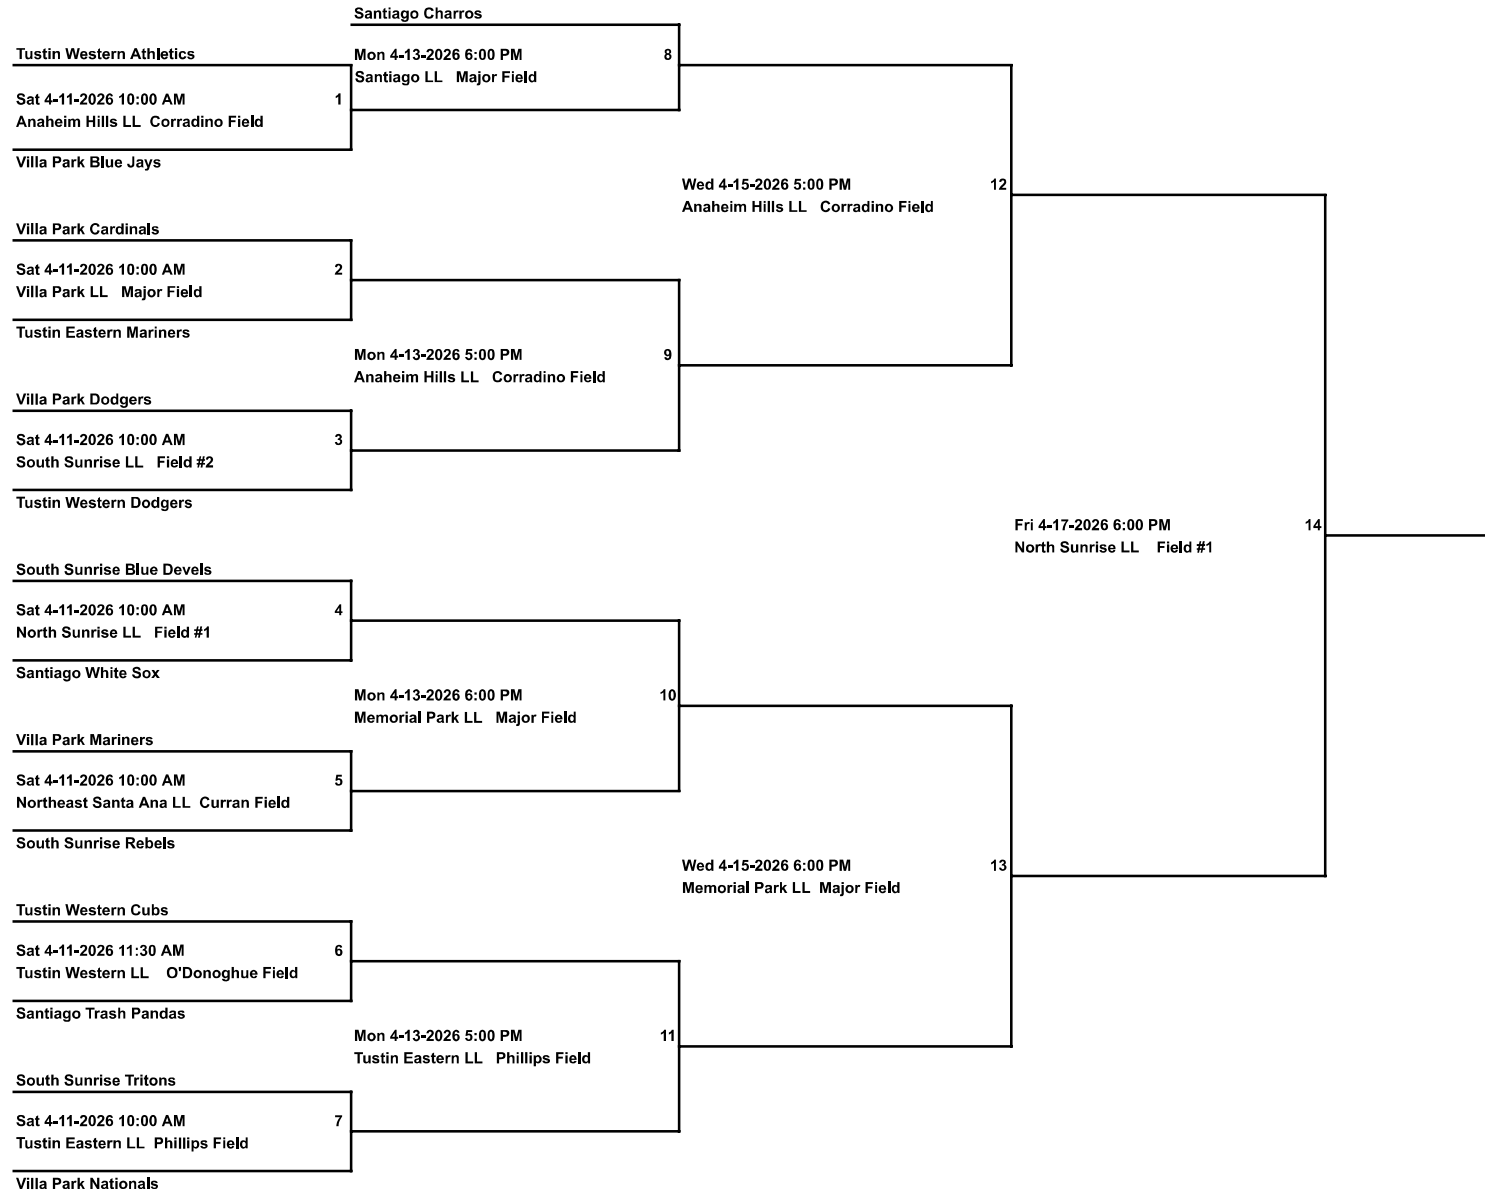 Santiago Charros
Tustin Western Athletics
Mon 4-13-2026 6:00 PM 8
Santiago LL Major Field
Sat 4-11-2026 10:00 AM 1
Anaheim Hills LL Corradino Field
Villa Park Blue Jays
Wed 4-15-2026 5:00 PM 12
Anaheim Hills LL Corradino Field
Villa Park Cardinals
Sat 4-11-2026 10:00 AM 2
Villa Park LL Major Field
Tustin Eastern Mariners
Mon 4-13-2026 5:00 PM 9
Anaheim Hills LL Corradino Field
Villa Park Dodgers
Sat 4-11-2026 10:00 AM 3
South Sunrise LL Field #2
Tustin Western Dodgers
Fri 4-17-2026 6:00 PM 14
North Sunrise LL Field #1
South Sunrise Blue Devels
Sat 4-11-2026 10:00 AM 4
North Sunrise LL Field #1
Santiago White Sox
Mon 4-13-2026 6:00 PM 10
Memorial Park LL Major Field
Villa Park Mariners
Sat 4-11-2026 10:00 AM 5
Northeast Santa Ana LL Curran Field
South Sunrise Rebels
Wed 4-15-2026 6:00 PM 13
Memorial Park LL Major Field
Tustin Western Cubs
Sat 4-11-2026 11:30 AM 6
Tustin Western LL O'Donoghue Field
Santiago Trash Pandas
Mon 4-13-2026 5:00 PM 11
Tustin Eastern LL Phillips Field
South Sunrise Tritons
Sat 4-11-2026 10:00 AM 7
Tustin Eastern LL Phillips Field
Villa Park Nationals